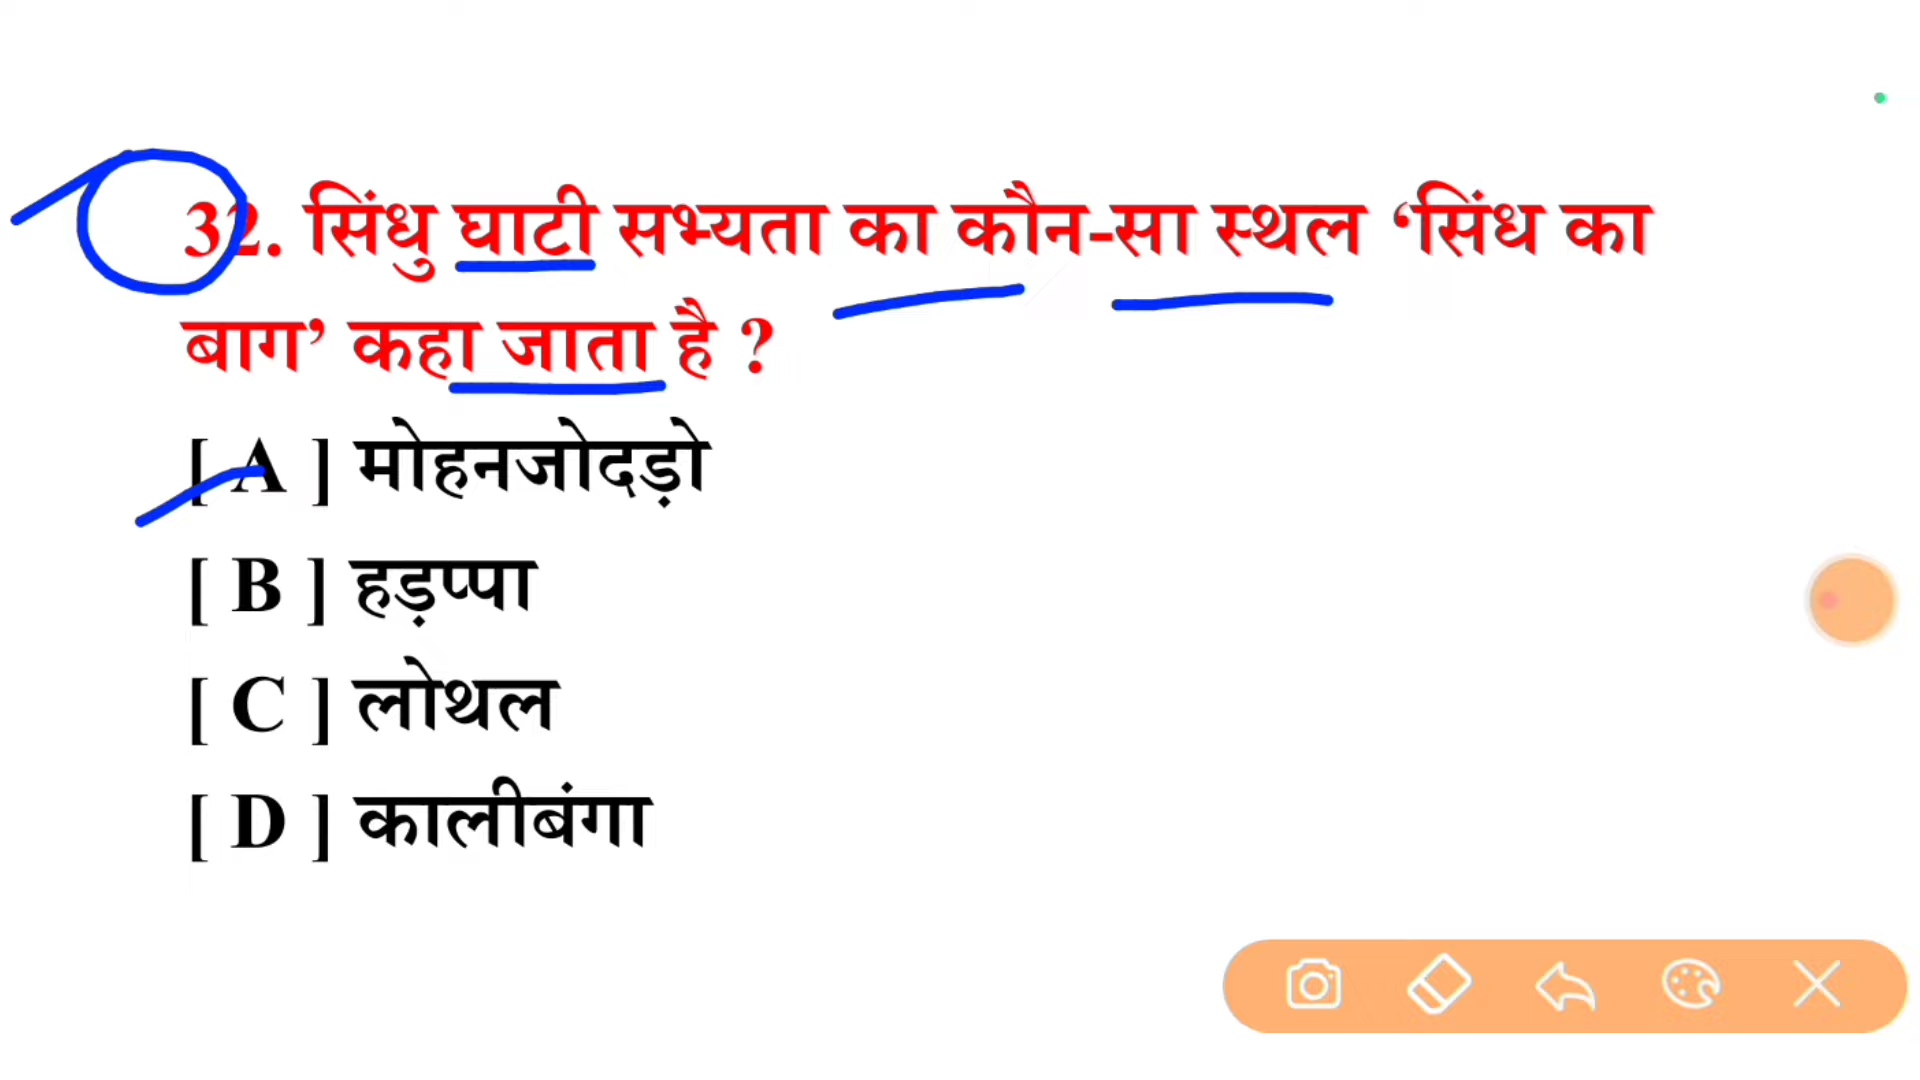 32. सिंधु घाटी सभ्यता का कौन-सा स्थल ‘सिंध का
बाग’ कहा जाता है ?
[ A ] मोहनजोदड़ो
[ B ] हड़प्पा
[ C ] लोथल
[ D ] कालीबंगा